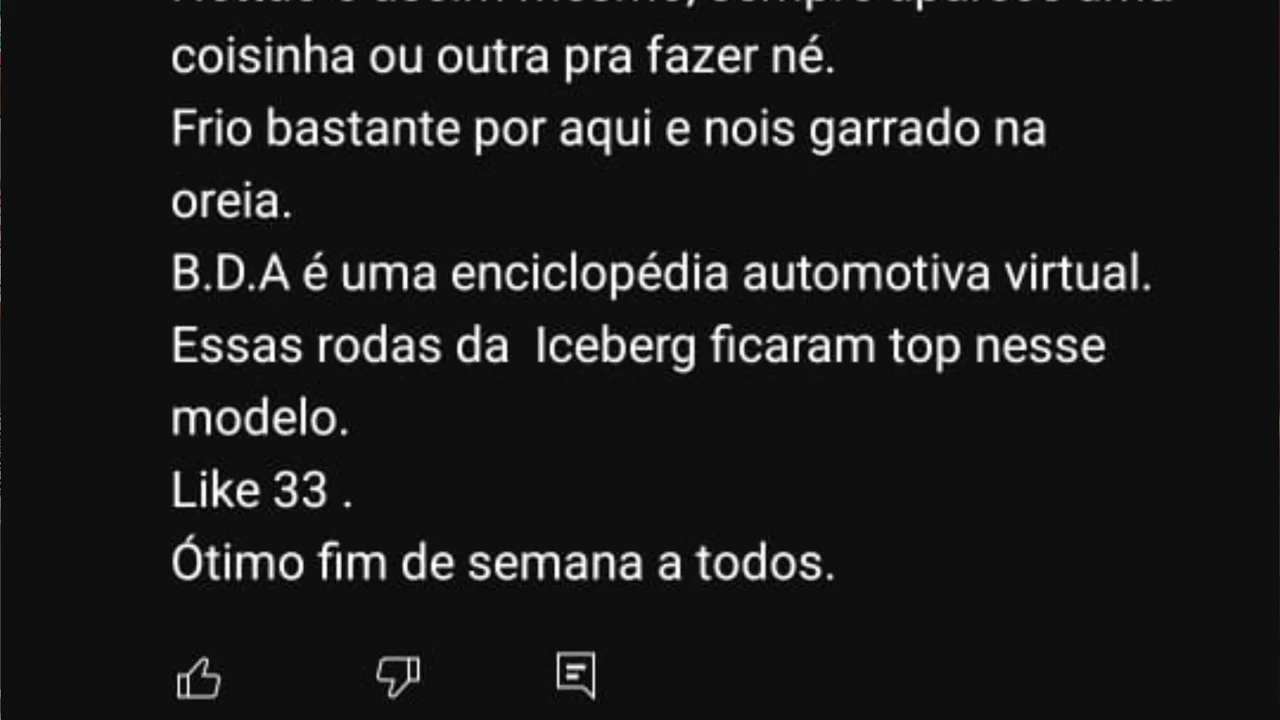 coisinha ou outra pra fazer né.
Frio bastante por aqui e nois garrado na
oreia.
B.D.A é uma enciclopédia automotiva virtual.
Essas rodas da  Iceberg ficaram top nesse
modelo.
Like 33 .
Ótimo fim de semana a todos.